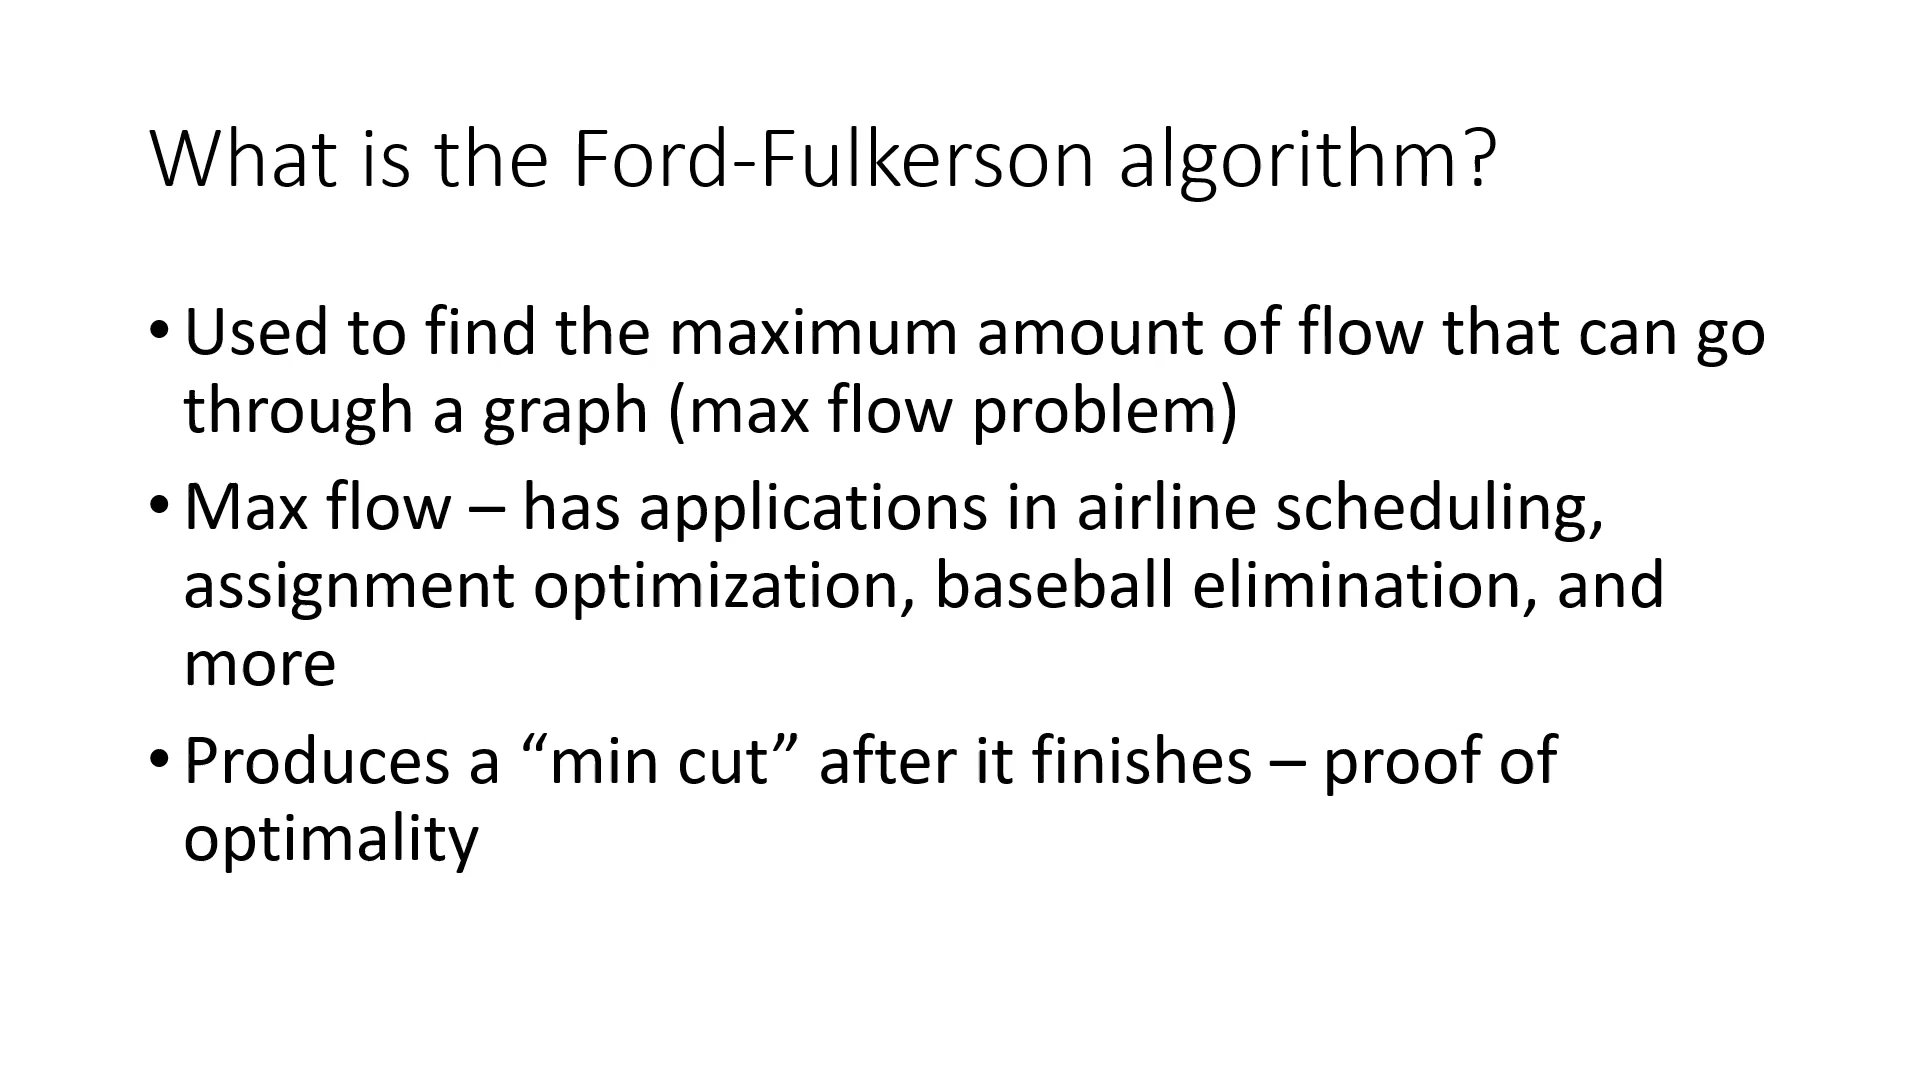 What is the Ford-Fulkerson algorithm?
• Used to find the maximum amount of flow that can go
through a graph (max flow problem)
• Max flow – has applications in airline scheduling,
assignment optimization, baseball elimination, and
more
• Produces a “min cut” after it finishes – proof of
optimality